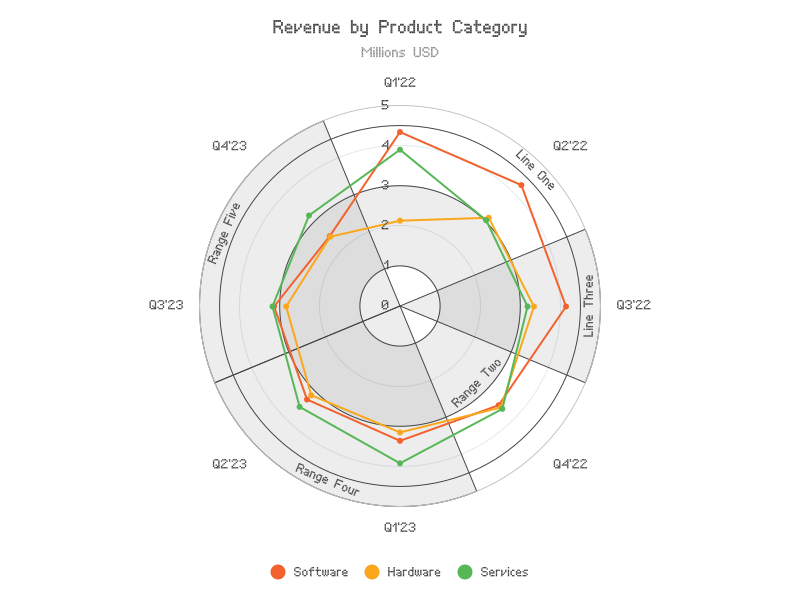 Revenue by Product Category
Millions USD
Q1'22
5
Q4'23
Q2'22
4
Line One
3
Range Five
2
1
Q3'23
0
Line Three
Q3'22
Range Two
Q2'23
Q4'22
Range Four
Q1'23
Software
Hardware
Services